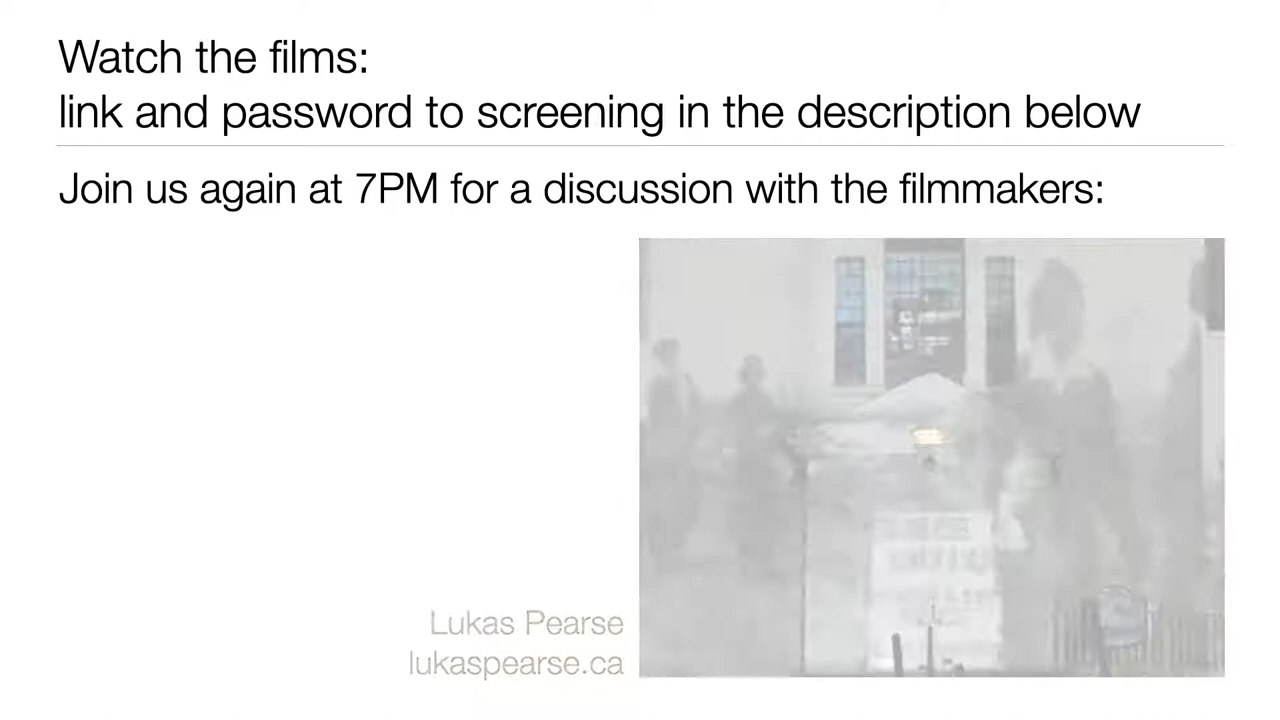 Watch the films:
link and password to screening in the description below
Join us again at 7PM for a discussion with the filmmakers:
Lukas Pearse
lukaspearse.ca